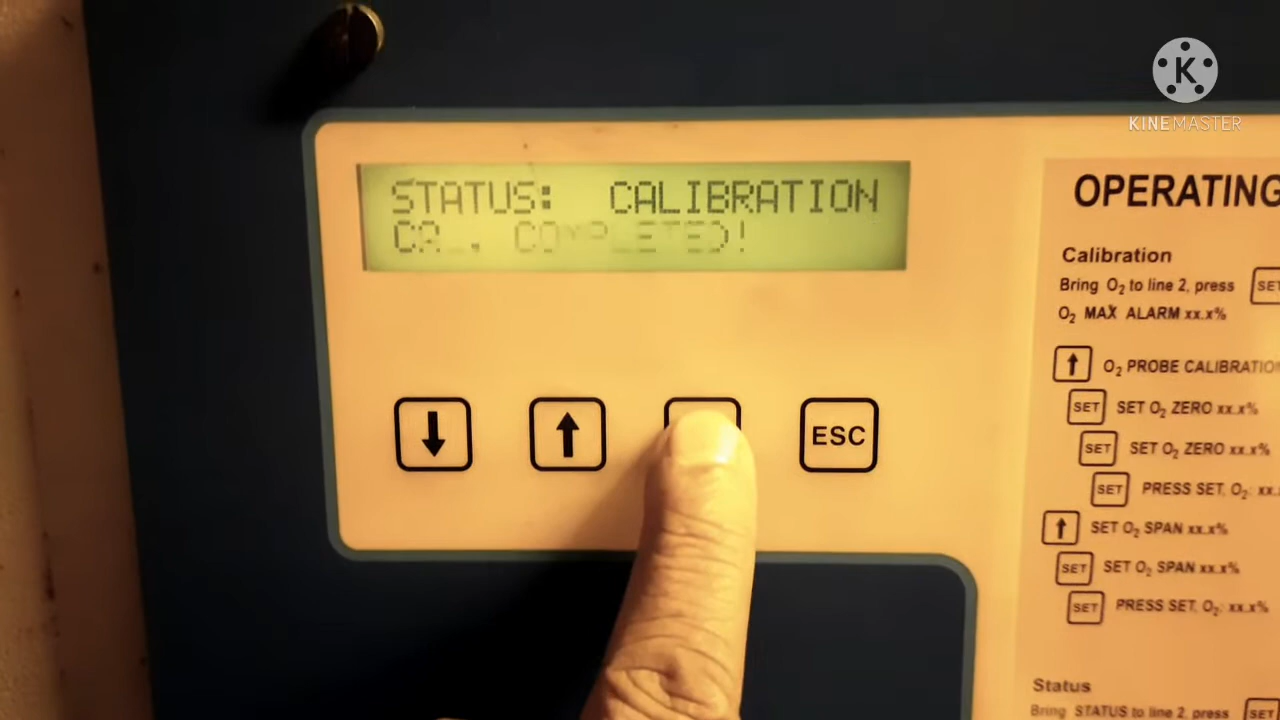 K
KINEMASTER
STATUS: CALIBRATION
COMPLETED!
↓
↑
ESC
OPERATING
Calibration
Bring O₂ to line 2, press SET
O₂ MAX ALARM xx.x%
↑ O₂ PROBE CALIBRATION
SET SET O₂ ZERO xx.x%
SET SET O₂ ZERO xx.x%
SET PRESS SET, O₂: xx.
↑ SET O₂ SPAN xx.x%
SET SET O₂ SPAN xx.x%
SET PRESS SET, O₂: xx.x%
Status
Bring STATUS to line 2, press SET